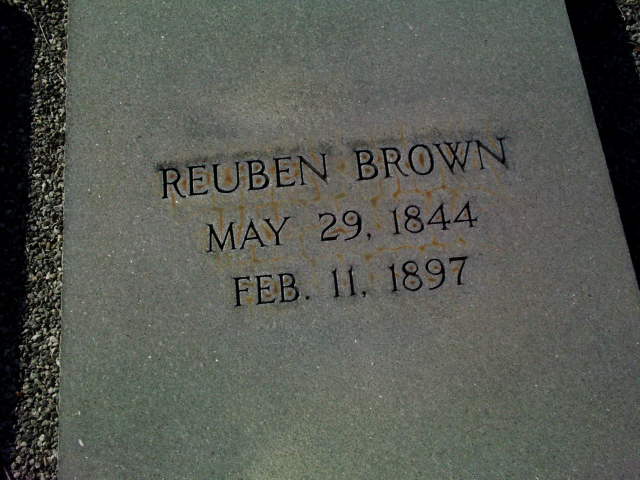 REUBEN BROWN
MAY 29, 1844
FEB. 11, 1897